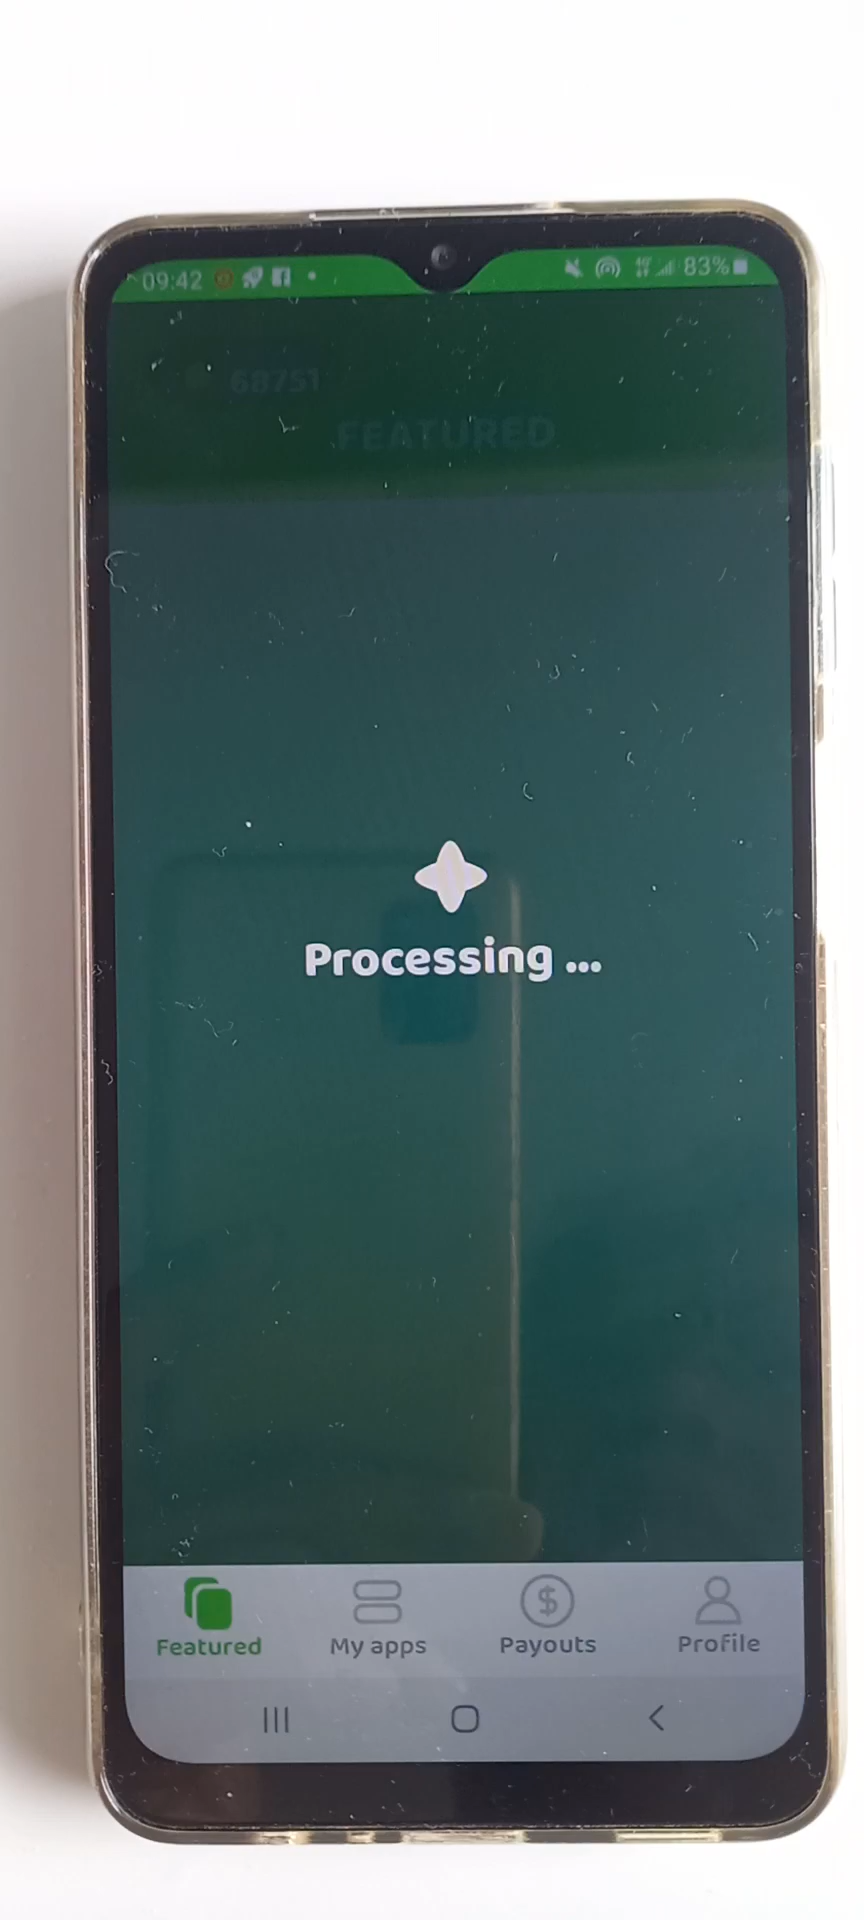 09:42
83%
68751
FEATURED
Processing ...
Featured
My apps
Payouts
Profile